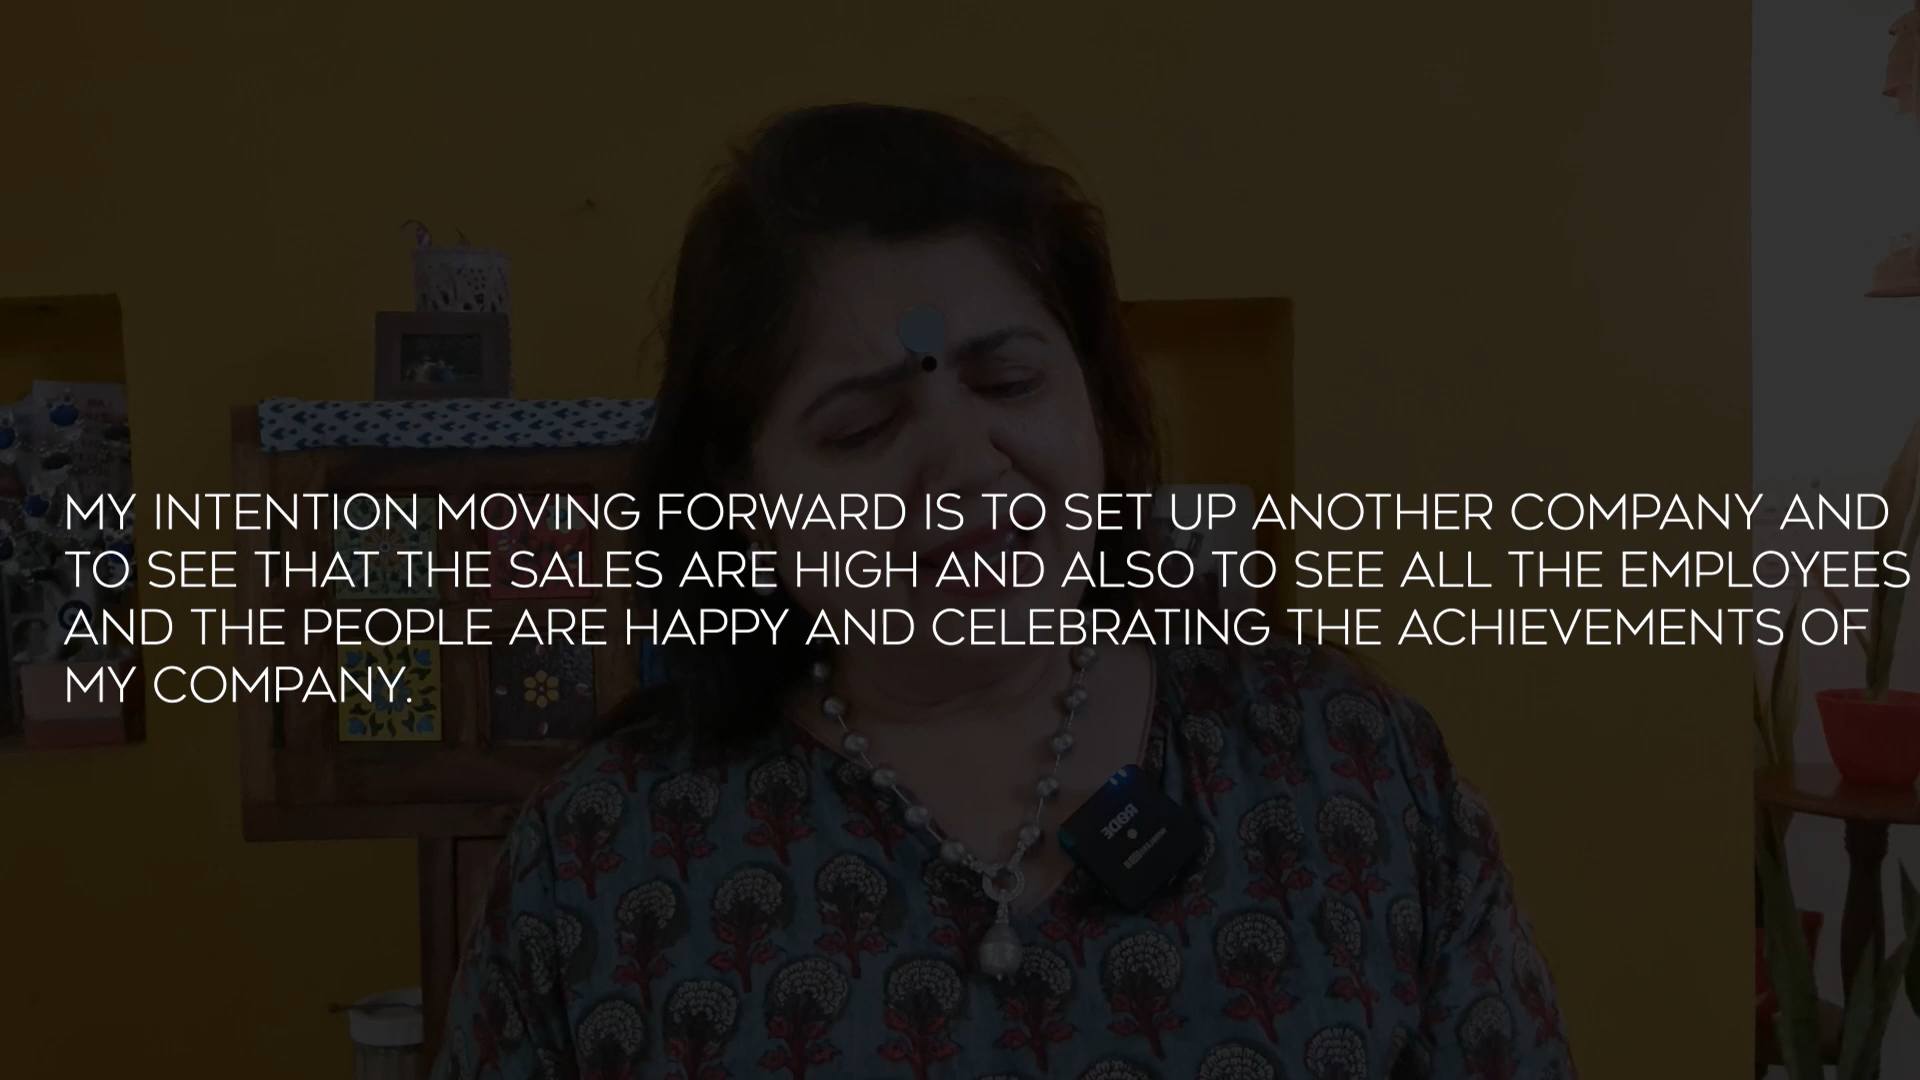 MY INTENTION MOVING FORWARD IS TO SET UP ANOTHER COMPANY AND
TO SEE THAT THE SALES ARE HIGH AND ALSO TO SEE ALL THE EMPLOYEES
AND THE PEOPLE ARE HAPPY AND CELEBRATING THE ACHIEVEMENTS OF
MY COMPANY.
RØDE